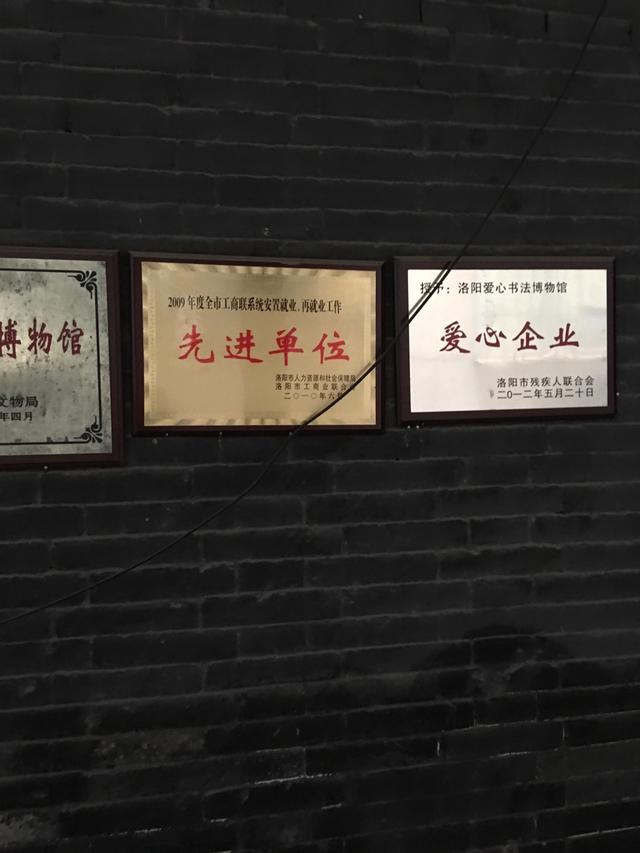 博物馆
文物局
年四月
2009年度全市工商联系统安置就业、再就业工作
先进单位
洛阳市人力资源和社会保障局
洛阳市工商业联合
二〇一〇年六
授予：洛阳爱心书法博物馆
爱心企业
洛阳市残疾人联合会
二〇一二年五月二十日